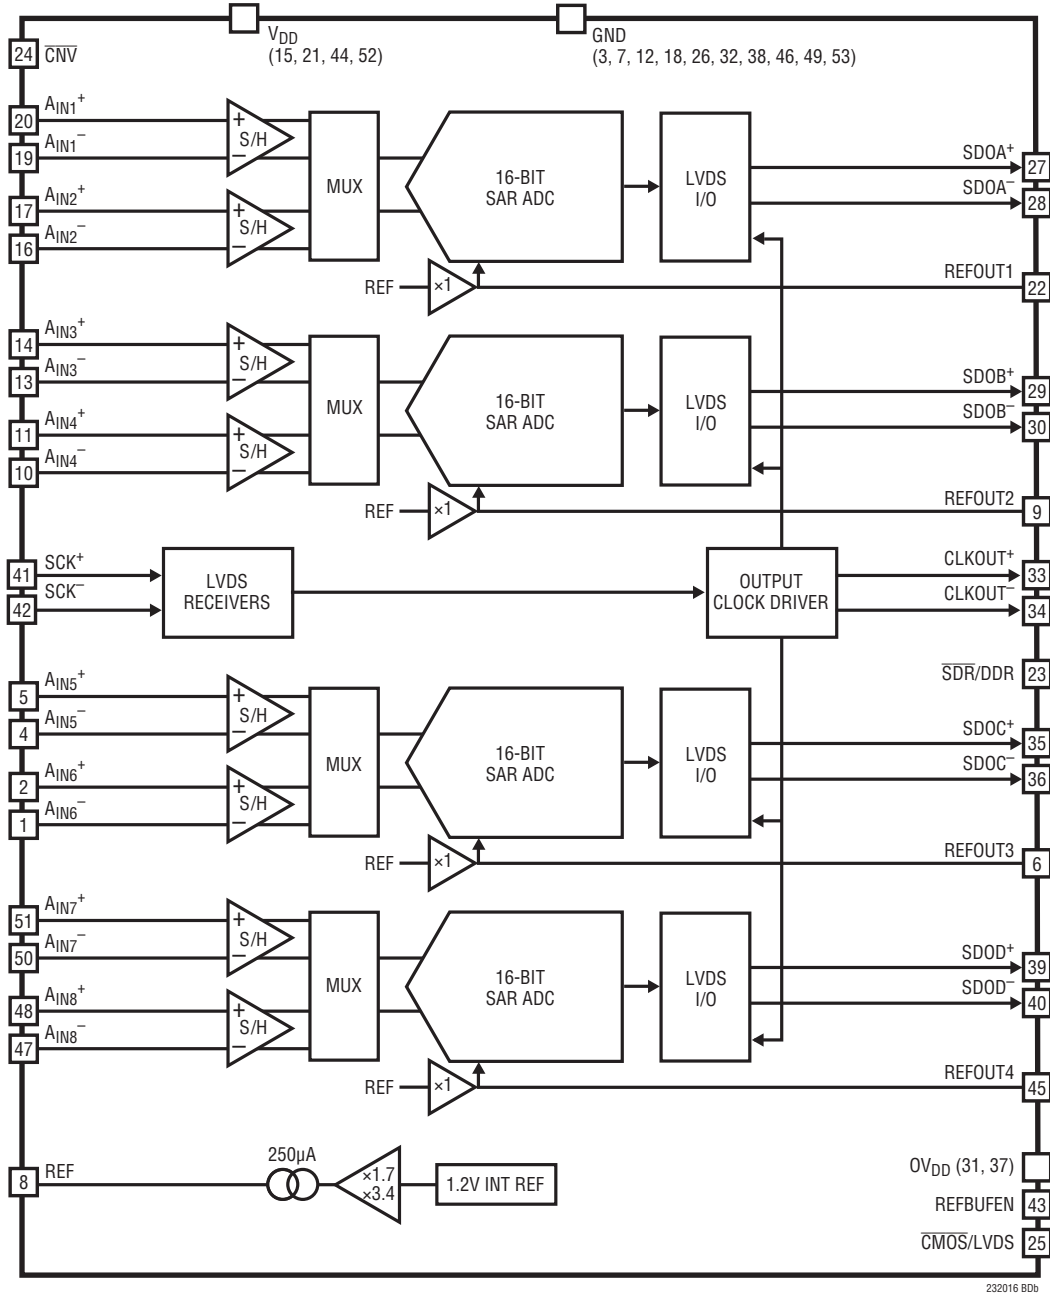 VDD
(15, 21, 44, 52)
GND
(3, 7, 12, 18, 26, 32, 38, 46, 49, 53)
24 CNV
20 AIN1+
19 AIN1–
17 AIN2+
16 AIN2–
+ S/H –
+ S/H –
MUX
16-BIT
SAR ADC
LVDS
I/O
SDOA+ 27
SDOA– 28
REF ×1
REFOUT1 22
14 AIN3+
13 AIN3–
11 AIN4+
10 AIN4–
+ S/H –
+ S/H –
MUX
16-BIT
SAR ADC
LVDS
I/O
SDOB+ 29
SDOB– 30
REF ×1
REFOUT2 9
41 SCK+
42 SCK–
LVDS
RECEIVERS
OUTPUT
CLOCK DRIVER
CLKOUT+ 33
CLKOUT– 34
SDR/DDR 23
5 AIN5+
4 AIN5–
2 AIN6+
1 AIN6–
+ S/H –
+ S/H –
MUX
16-BIT
SAR ADC
LVDS
I/O
SDOC+ 35
SDOC– 36
REF ×1
REFOUT3 6
51 AIN7+
50 AIN7–
48 AIN8+
47 AIN8–
+ S/H –
+ S/H –
MUX
16-BIT
SAR ADC
LVDS
I/O
SDOD+ 39
SDOD– 40
REF ×1
REFOUT4 45
8 REF
250µA
×1.7
×3.4
1.2V INT REF
OVDD (31, 37)
REFBUFEN 43
CMOS/LVDS 25
232016 BDb